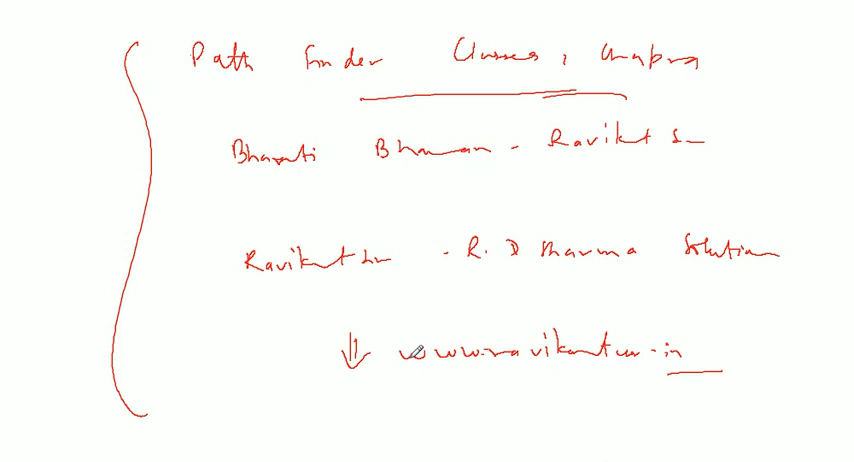 Path finder Classes, Chapra
Bharati Bhawan - Ravikant Sir
Ravikant Sir - R.D Sharma Solution
⇓ www.ravikantsir.in